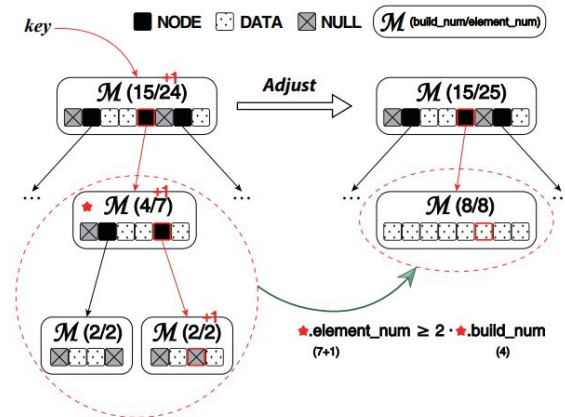 key
NODE DATA NULL ℳ (build_num/element_num)
+1
ℳ (15/24)
Adjust
ℳ (15/25)
... ... ... ...
+1
★ ℳ (4/7)
ℳ (8/8)
+1
ℳ (2/2) ℳ (2/2)
★.element_num ≥ 2 · ★.build_num
(7+1) (4)